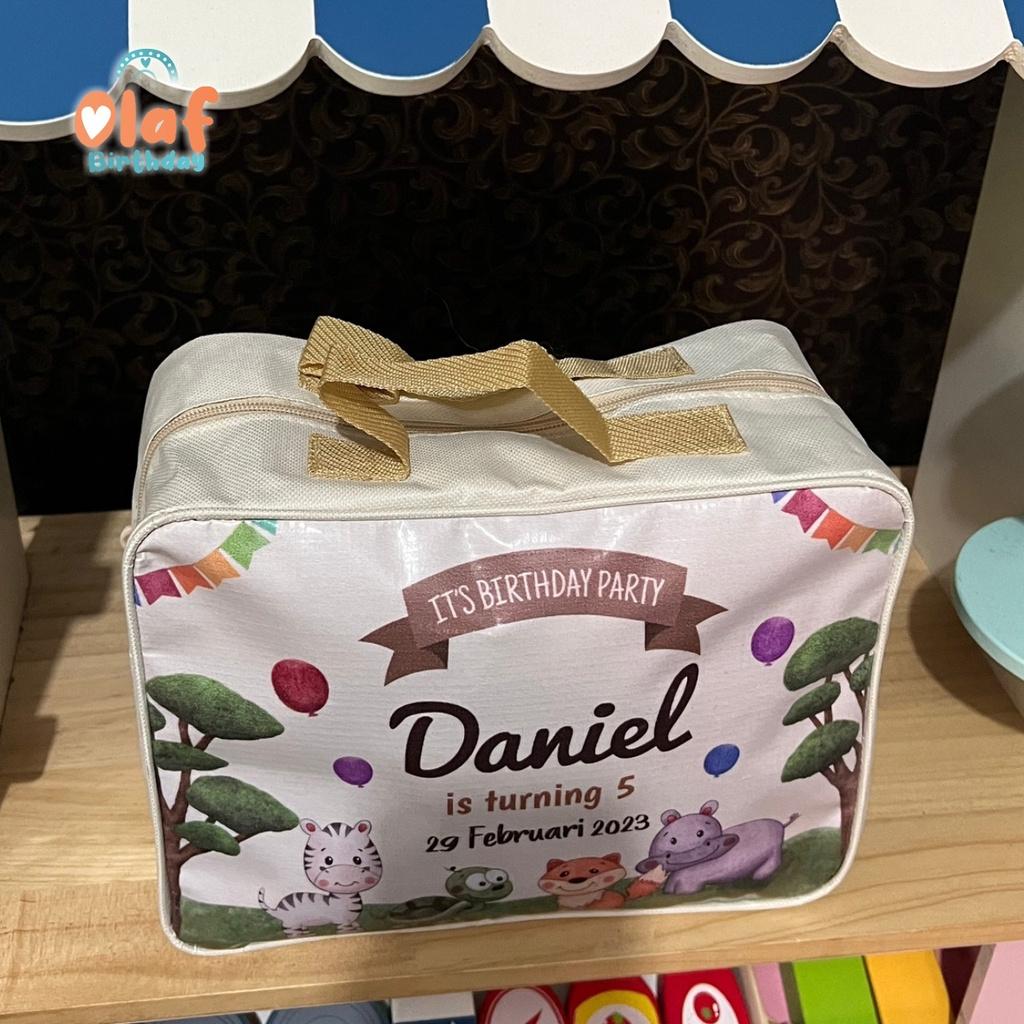 Olaf
Birthday
IT'S BIRTHDAY PARTY
Daniel
is turning 5
29 Februari 2023